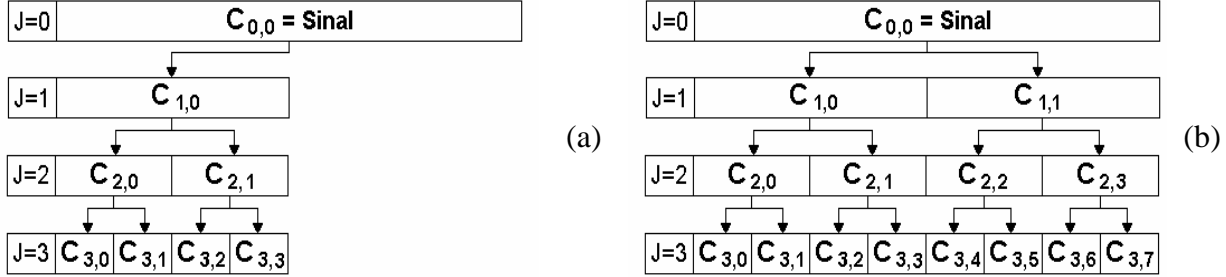 J=0 C0,0 = Sinal
J=1 C1,0
J=2 C2,0 C2,1
J=3 C3,0 C3,1 C3,2 C3,3
(a)
J=0 C0,0 = Sinal
J=1 C1,0 C1,1
J=2 C2,0 C2,1 C2,2 C2,3
J=3 C3,0 C3,1 C3,2 C3,3 C3,4 C3,5 C3,6 C3,7
(b)